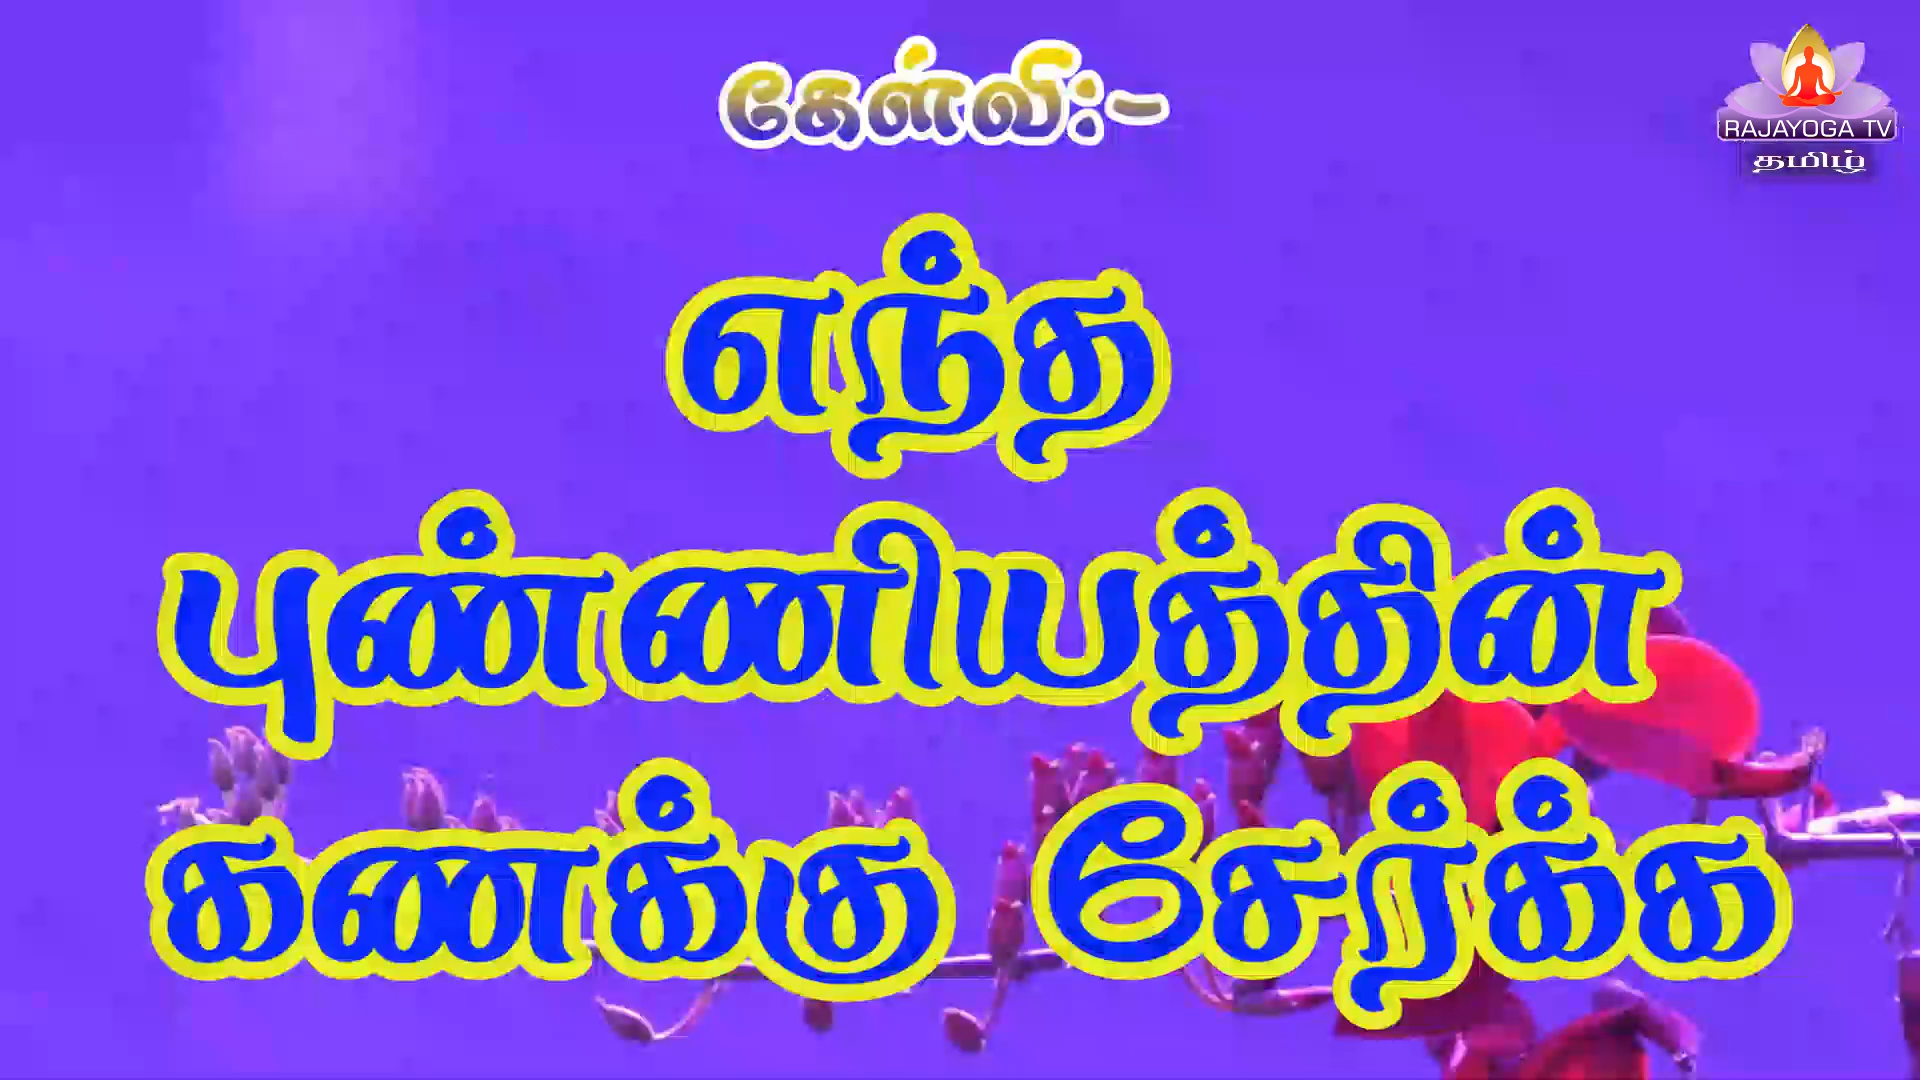 கேள்வி:-
RAJAYOGA TV
தமிழ்
எந்த
புண்ணியத்தின்
கணக்கு சேர்க்க